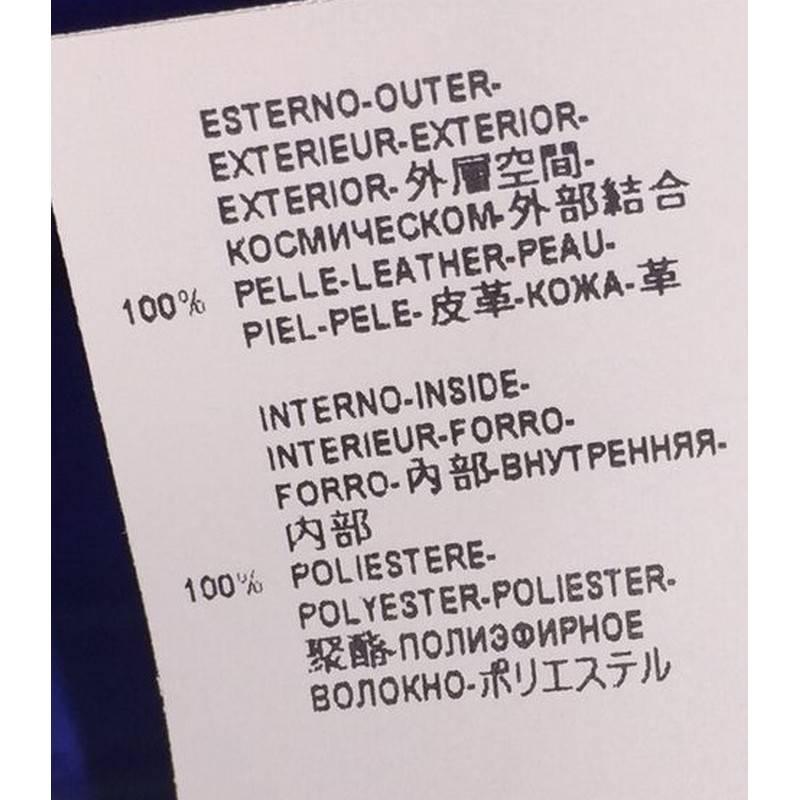 ESTERNO-OUTER-
EXTERIEUR-EXTERIOR-
EXTERIOR-外層空間-
КОСМИЧЕСКОМ-外部結合
100% PELLE-LEATHER-PEAU-
PIEL-PELE-皮革-КОЖА-革
INTERNO-INSIDE-
INTERIEUR-FORRO-
FORRO-内部-ВНУТРЕННЯЯ-
内部
100% POLIESTERE-
POLYESTER-POLIESTER-
聚酯-ПОЛИЭФИРНОЕ
ВОЛОКНО-ポリエステル